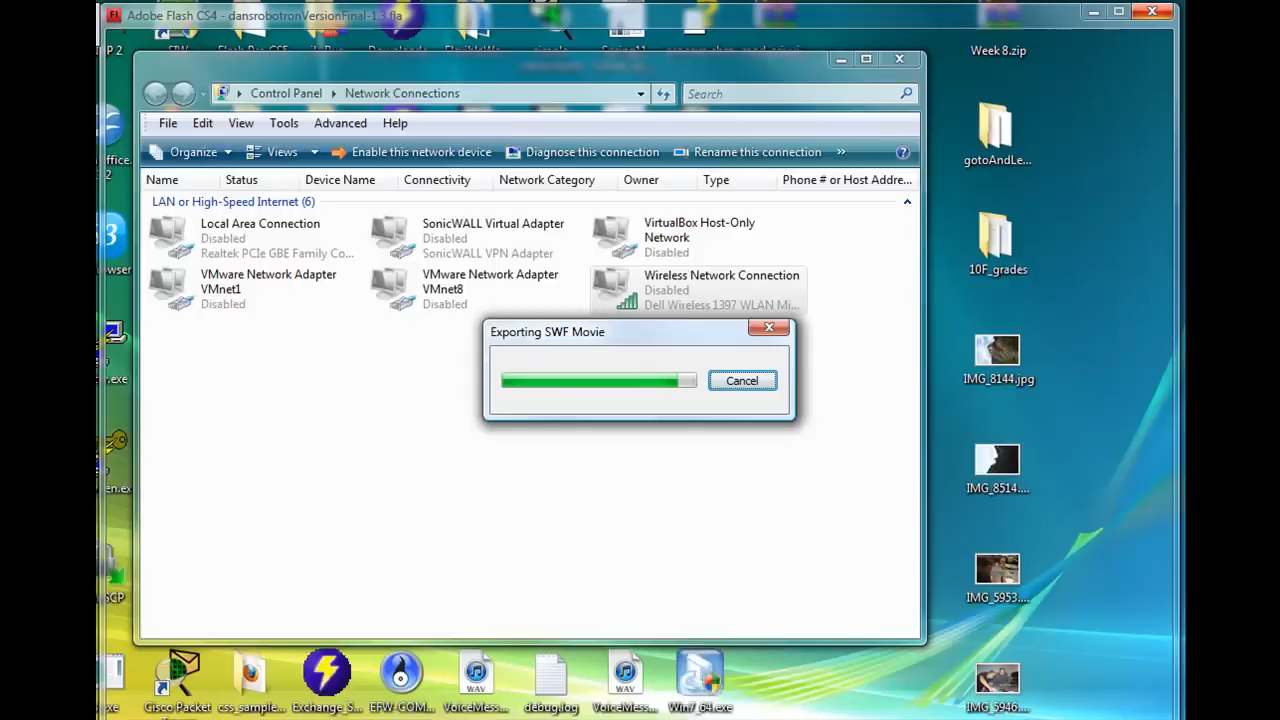 Adobe Flash CS4 - dansrobotronVersionFinal-1.3.fla
Week 8.zip
Control Panel Network Connections Search
File Edit View Tools Advanced Help
Organize Views Enable this network device Diagnose this connection Rename this connection »
Name Status Device Name Connectivity Network Category Owner Type Phone # or Host Addre...
LAN or High-Speed Internet (6)
Local Area Connection
Disabled
Realtek PCIe GBE Family Co...
SonicWALL Virtual Adapter
Disabled
SonicWALL VPN Adapter
VirtualBox Host-Only
Network
Disabled
VMware Network Adapter
VMnet1
Disabled
VMware Network Adapter
VMnet8
Disabled
Wireless Network Connection
Disabled
Dell Wireless 1397 WLAN Mi...
Exporting SWF Movie
Cancel
gotoAndLe...
10F_grades
IMG_8144.jpg
IMG_8514....
IMG_5953....
IMG_5946....
Cisco Packet
css_sample...
Exchange_S...
EFW-COM...
VoiceMess...
debug.log
VoiceMess...
Win7_64.exe
WAV
WAV